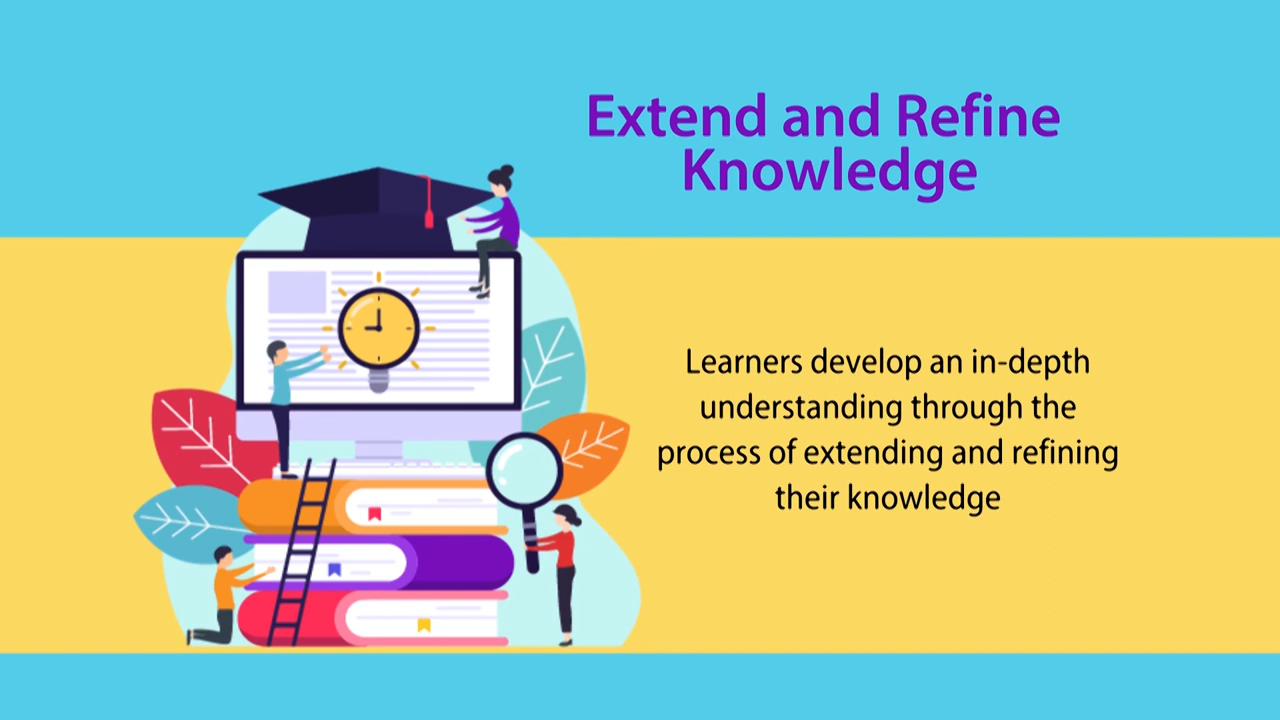 Extend and Refine
Knowledge
Learners develop an in-depth
understanding through the
process of extending and refining
their knowledge